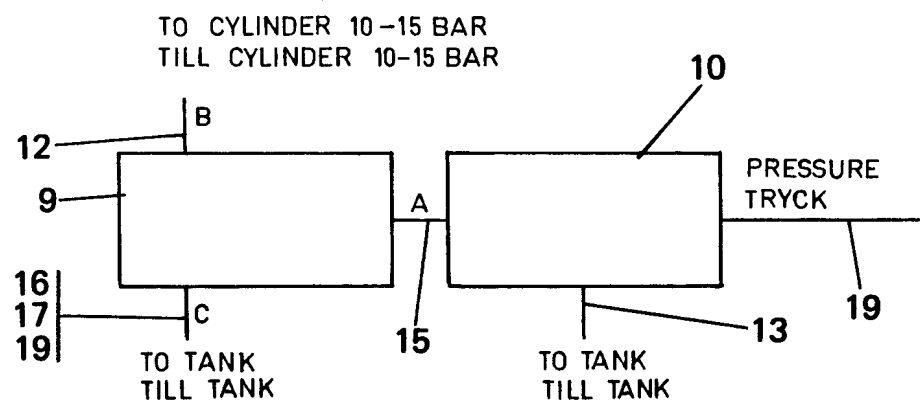 TO CYLINDER 10-15 BAR
TILL CYLINDER 10-15 BAR
10
B
12
PRESSURE
TRYCK
9
A
16
17
19
C
15
13
19
TO TANK
TILL TANK
TO TANK
TILL TANK